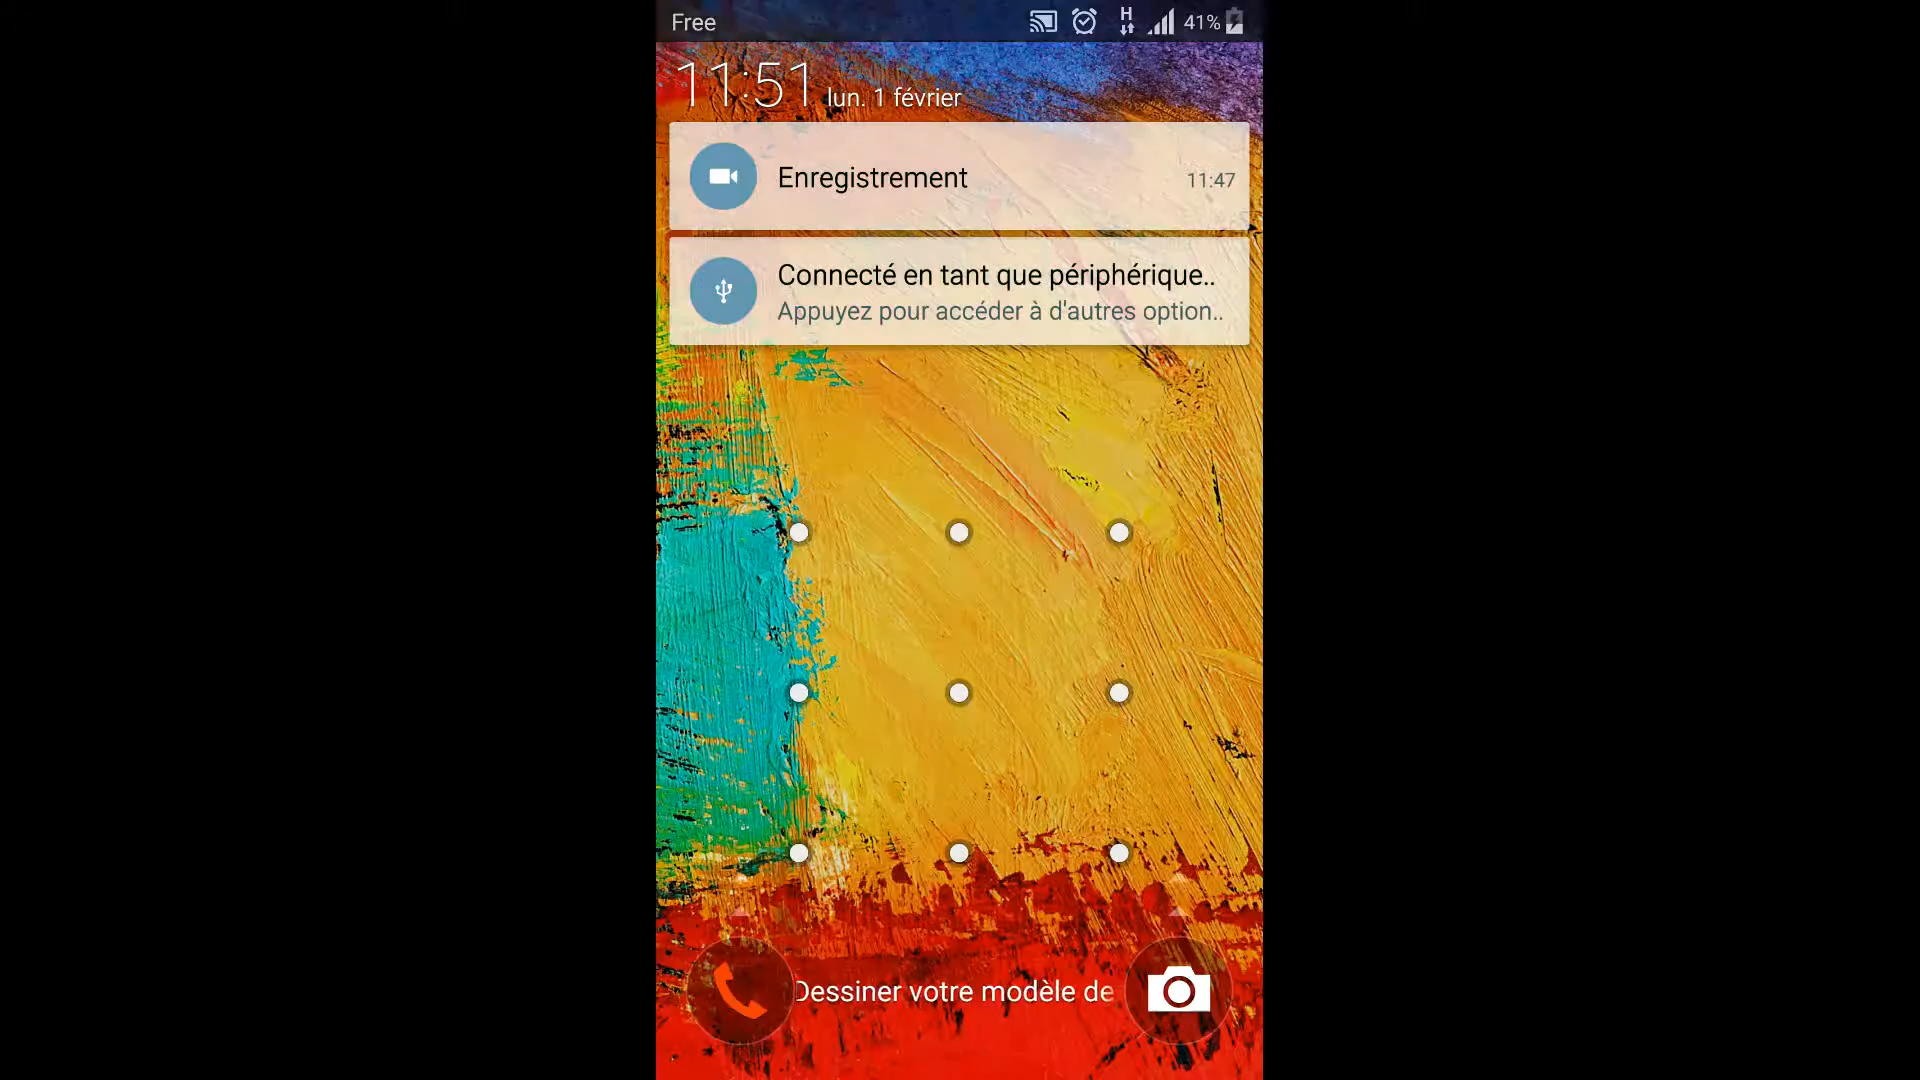 Free H 41%
11:51 lun. 1 février
Enregistrement 11:47
Connecté en tant que périphérique..
Appuyez pour accéder à d'autres option..
Dessiner votre modèle de